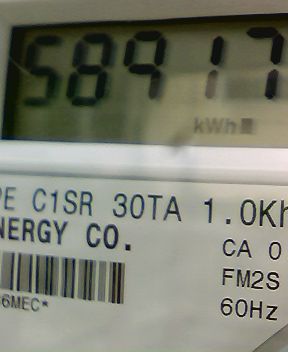 58917
kWh
PE C1SR 30TA 1.0Kh
NERGY CO.
CA 0
FM2S
6MEC*
60Hz